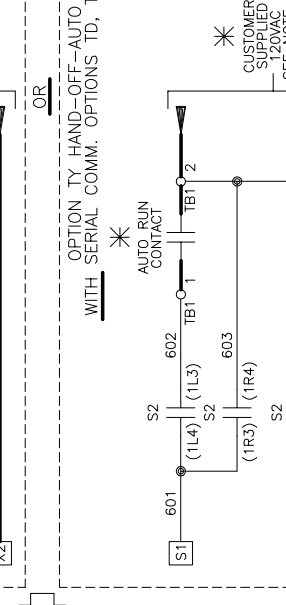 OR
OPTION TY HAND-OFF-AUTO
WITH SERIAL COMM. OPTIONS TD,
CUSTOMER
SUPPLIED
120VAC
AUTO RUN
CONTACT
2
TB1
TB1 1
602
603
S2
(1L4) (1L3)
S2
(1R3) (1R4)
S2
601
S1
X2